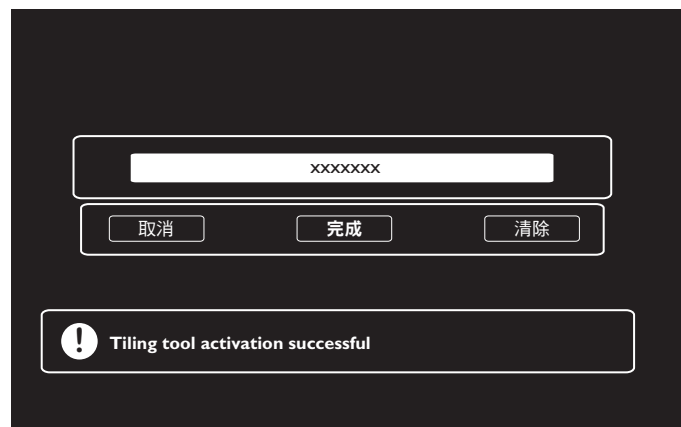 xxxxxxx
取消 完成 清除
! Tiling tool activation successful